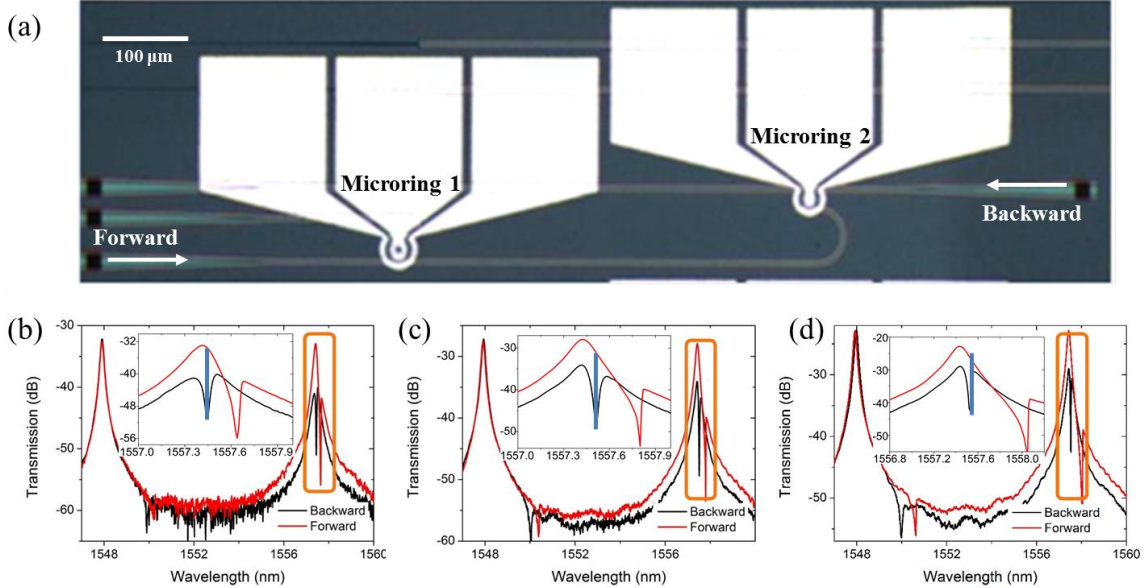 (a)
100 μm
Microring 1
Microring 2
Forward
Backward
(b)
(c)
(d)
-30
-40
-50
-60
Transmission (dB)
1548
1552
1556
1560
Wavelength (nm)
Backward
Forward
-32
-40
-48
-56
1557.0
1557.3
1557.6
1557.9
-30
-40
-50
-60
Transmission (dB)
1548
1552
1556
Wavelength (nm)
Backward
Forward
-30
-40
-50
1557.0
1557.3
1557.6
1557.9
-30
-40
-50
Transmission (dB)
1548
1552
1556
1560
Wavelength (nm)
Backward
Forward
-20
-30
-40
-50
1556.8
1557.2
1557.6
1558.0